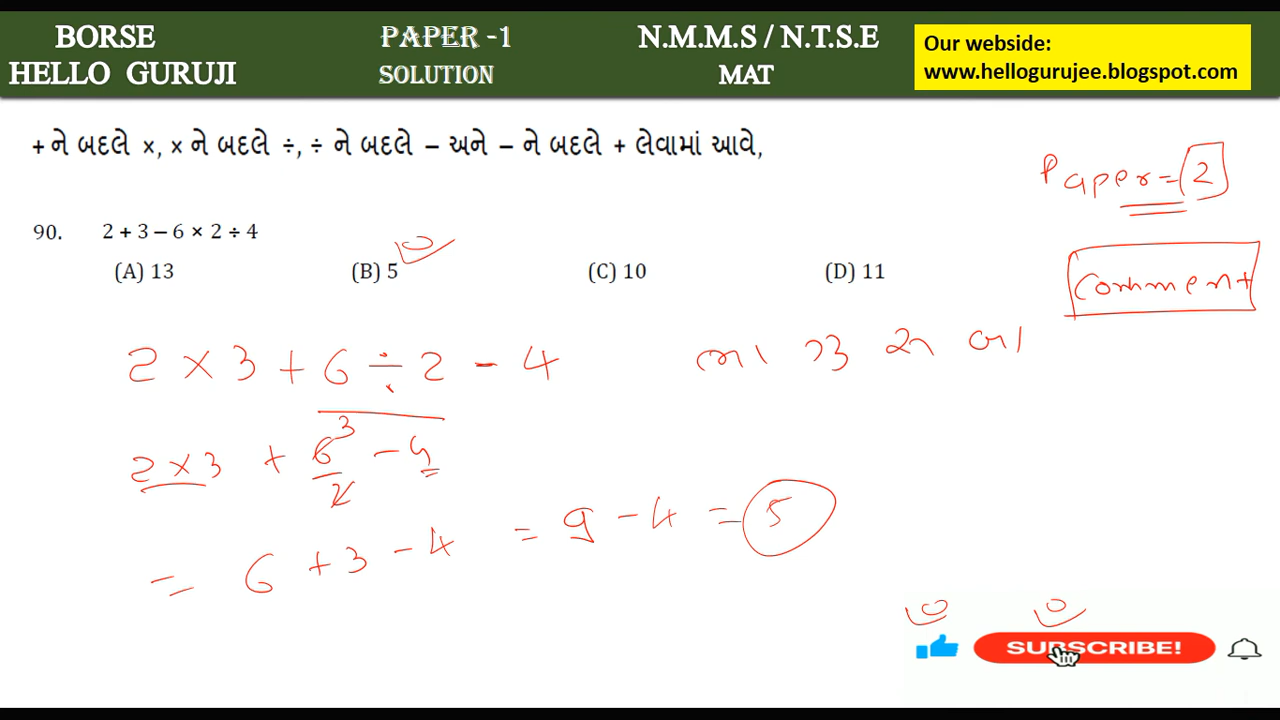 BORSE PAPER -1 N.M.M.S / N.T.S.E Our webside:
HELLO GURUJI SOLUTION MAT www.hellogurujee.blogspot.com
+ ને બદલે ×, × ને બદલે ÷, ÷ ને બદલે – અને – ને બદલે + લેવામાં આવે,
Paper = 2
90. 2 + 3 – 6 × 2 ÷ 4
(A) 13 (B) 5 (C) 10 (D) 11
Comment
2 × 3 + 6 ÷ 2 - 4
2 × 3 + 6 3 - 4
2
= 6 + 3 - 4 = 9 - 4 = 5
SUBSCRIBE!